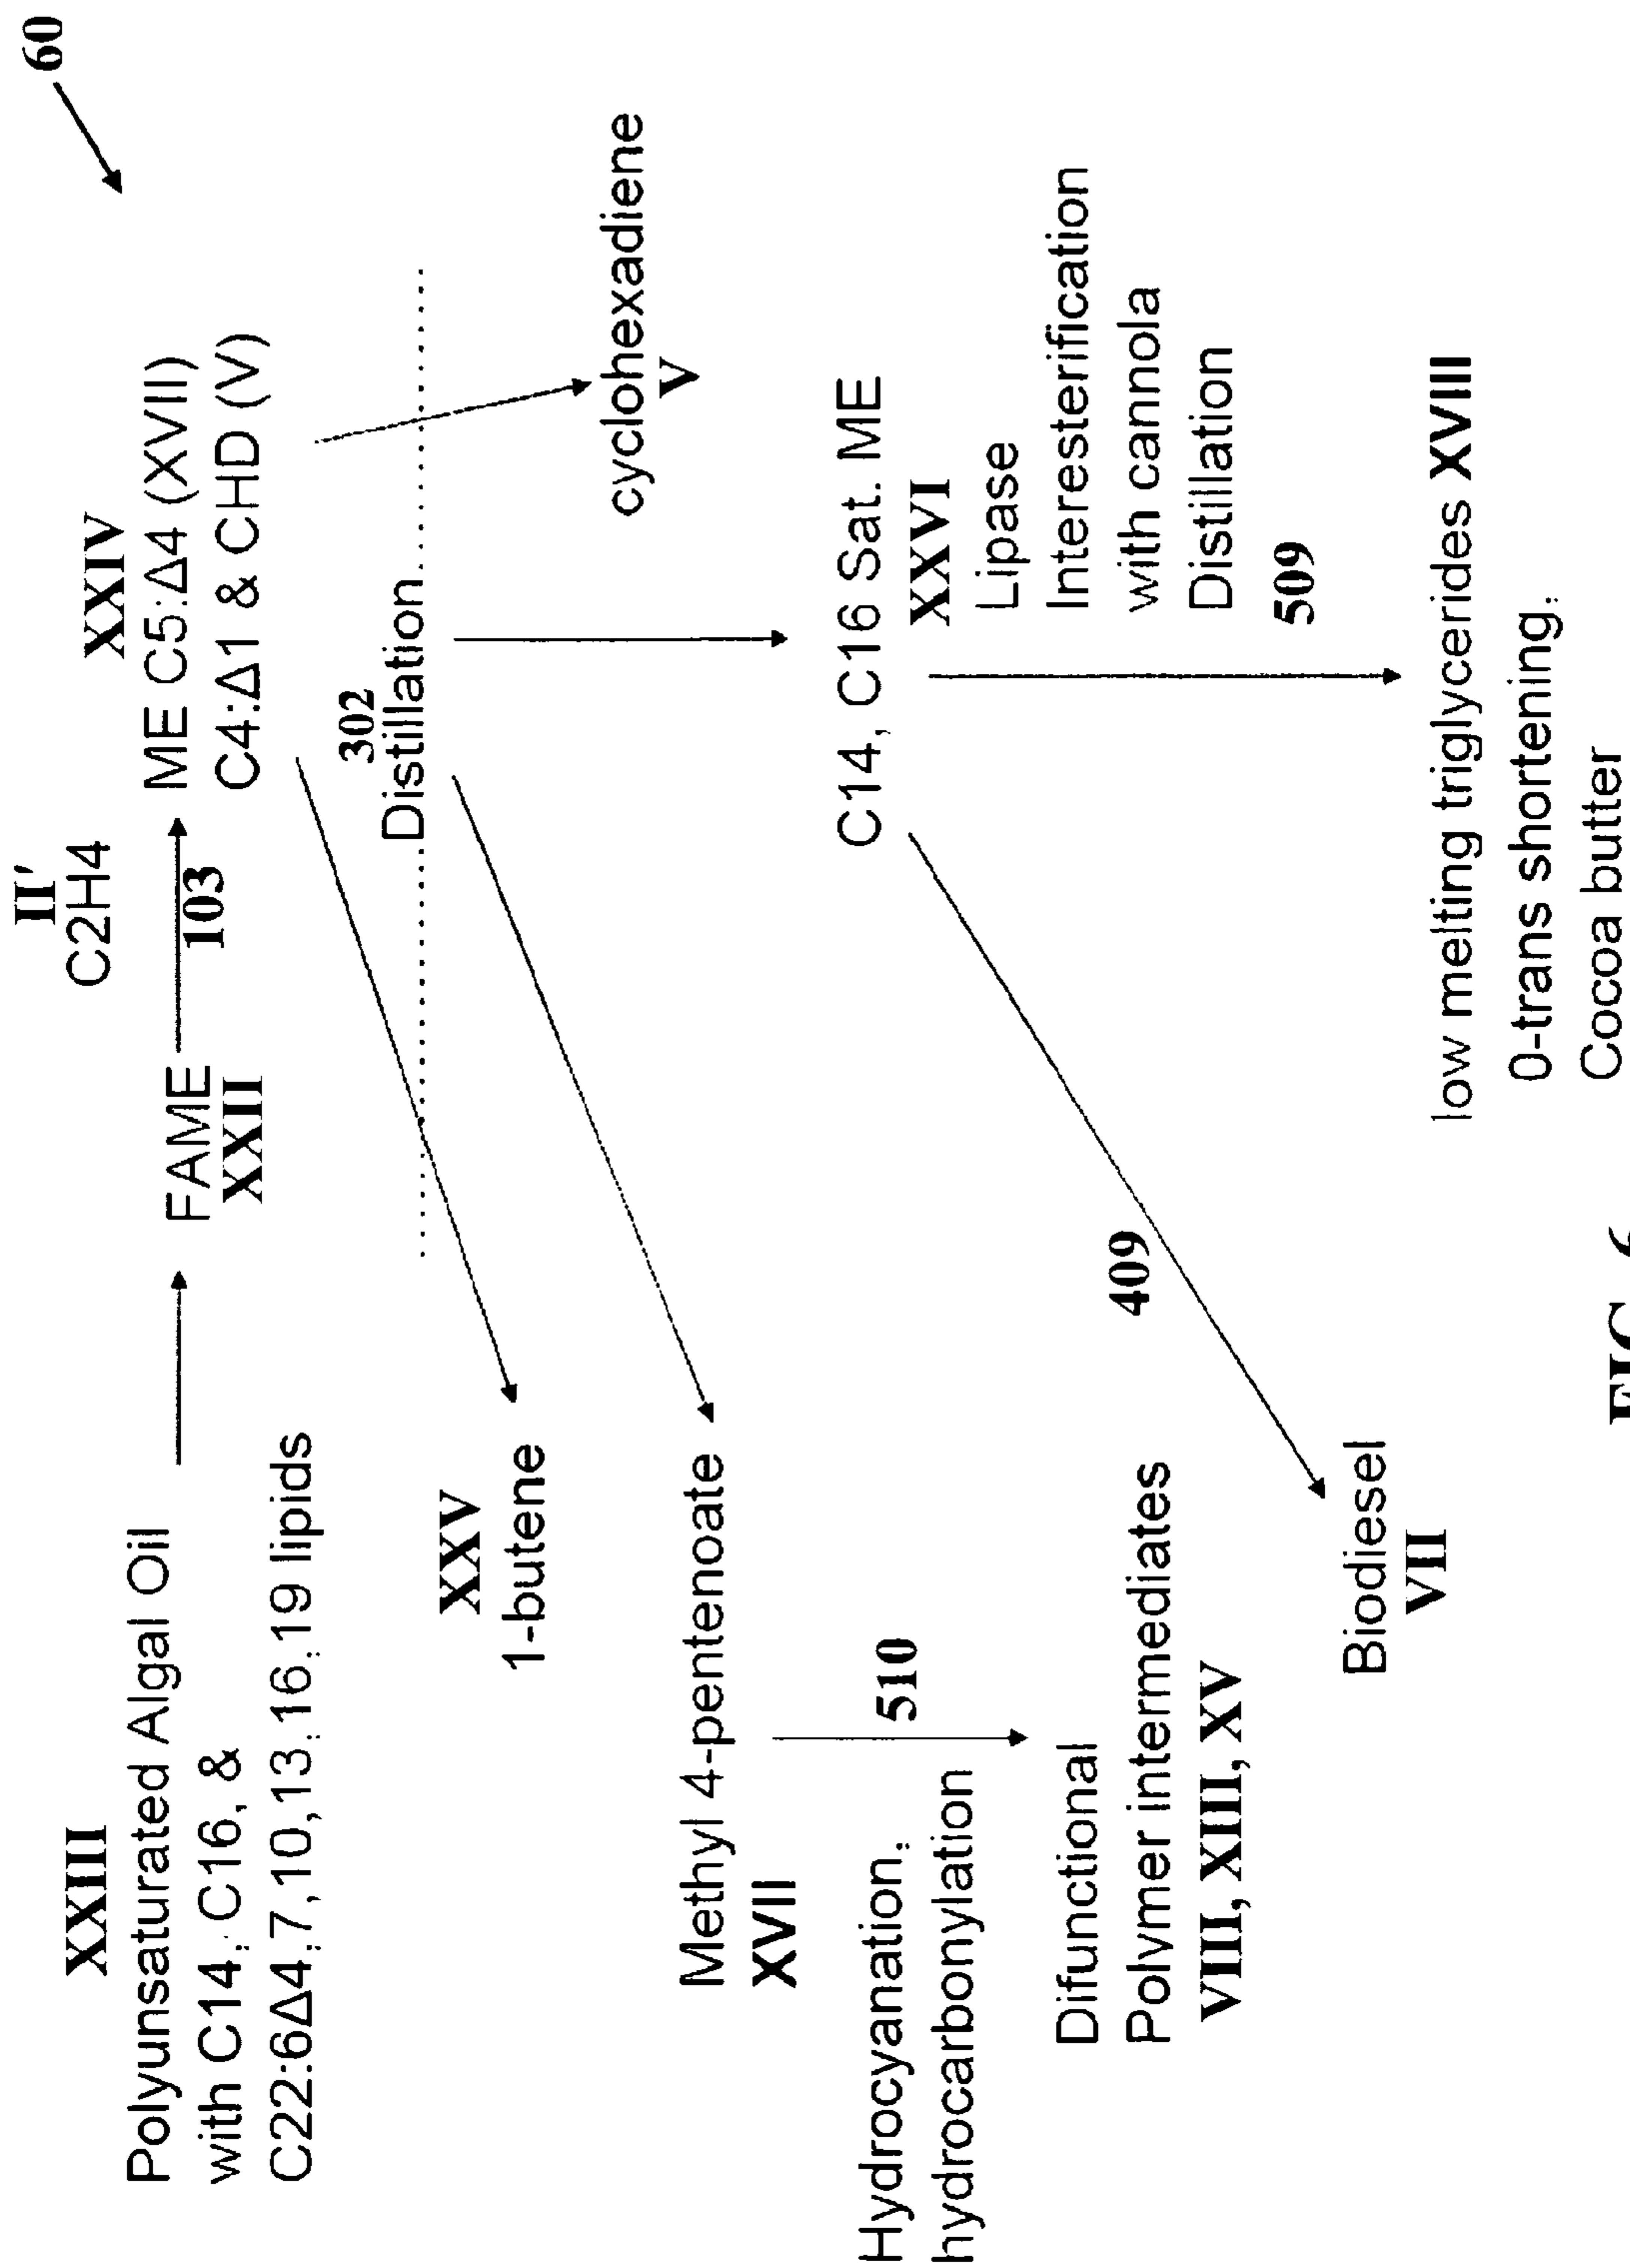 60
XXIII
Polyunsaturated Algal Oil
with C14, C16, &
C22:6Δ4,7,10,13,16,19 lipids
FAME
XXII
II'
C2H4
103
XXIV
ME C5:Δ4 (XVII)
C4:Δ1 & CHD (V)
302
Distillation
XXV
1-butene
cyclohexadiene
V
Methyl 4-pentenoate
XVII
C14, C16 Sat. ME
XXVI
Hydrocyanation,
hydrocarbonylation
510
Lipase
Interesterification
with cannola
Distillation
509
Difunctional
Polymer intermediates
VIII, XIII, XV
409
Biodiesel
VII
low melting triglycerides XVIII
0-trans shortening,
Cocoa butter
FIG. 6